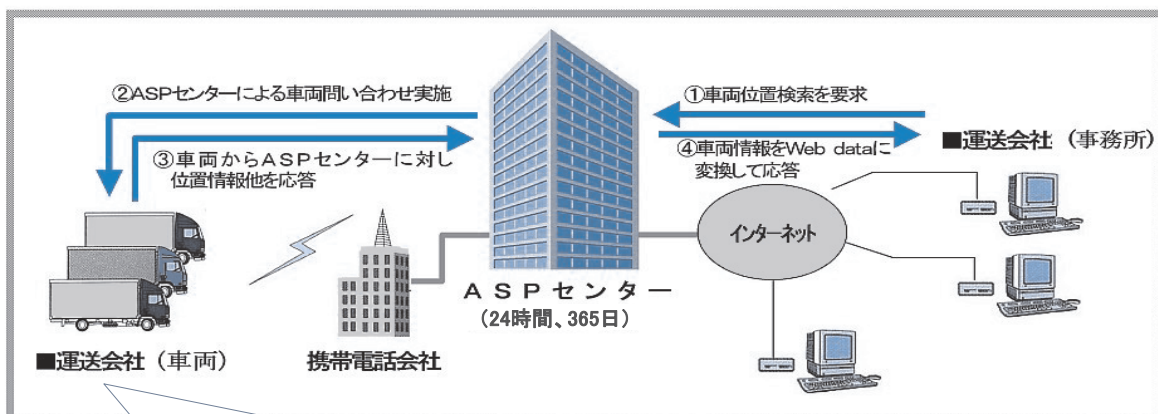 ②ASPセンターによる車両問い合わせ実施
①車両位置検索を要求
③車両からASPセンターに対し
位置情報他を応答
④車両情報をWeb dataに
変換して応答
■運送会社（事務所）
インターネット
ASPセンター
（24時間、365日）
■運送会社（車両）
携帯電話会社